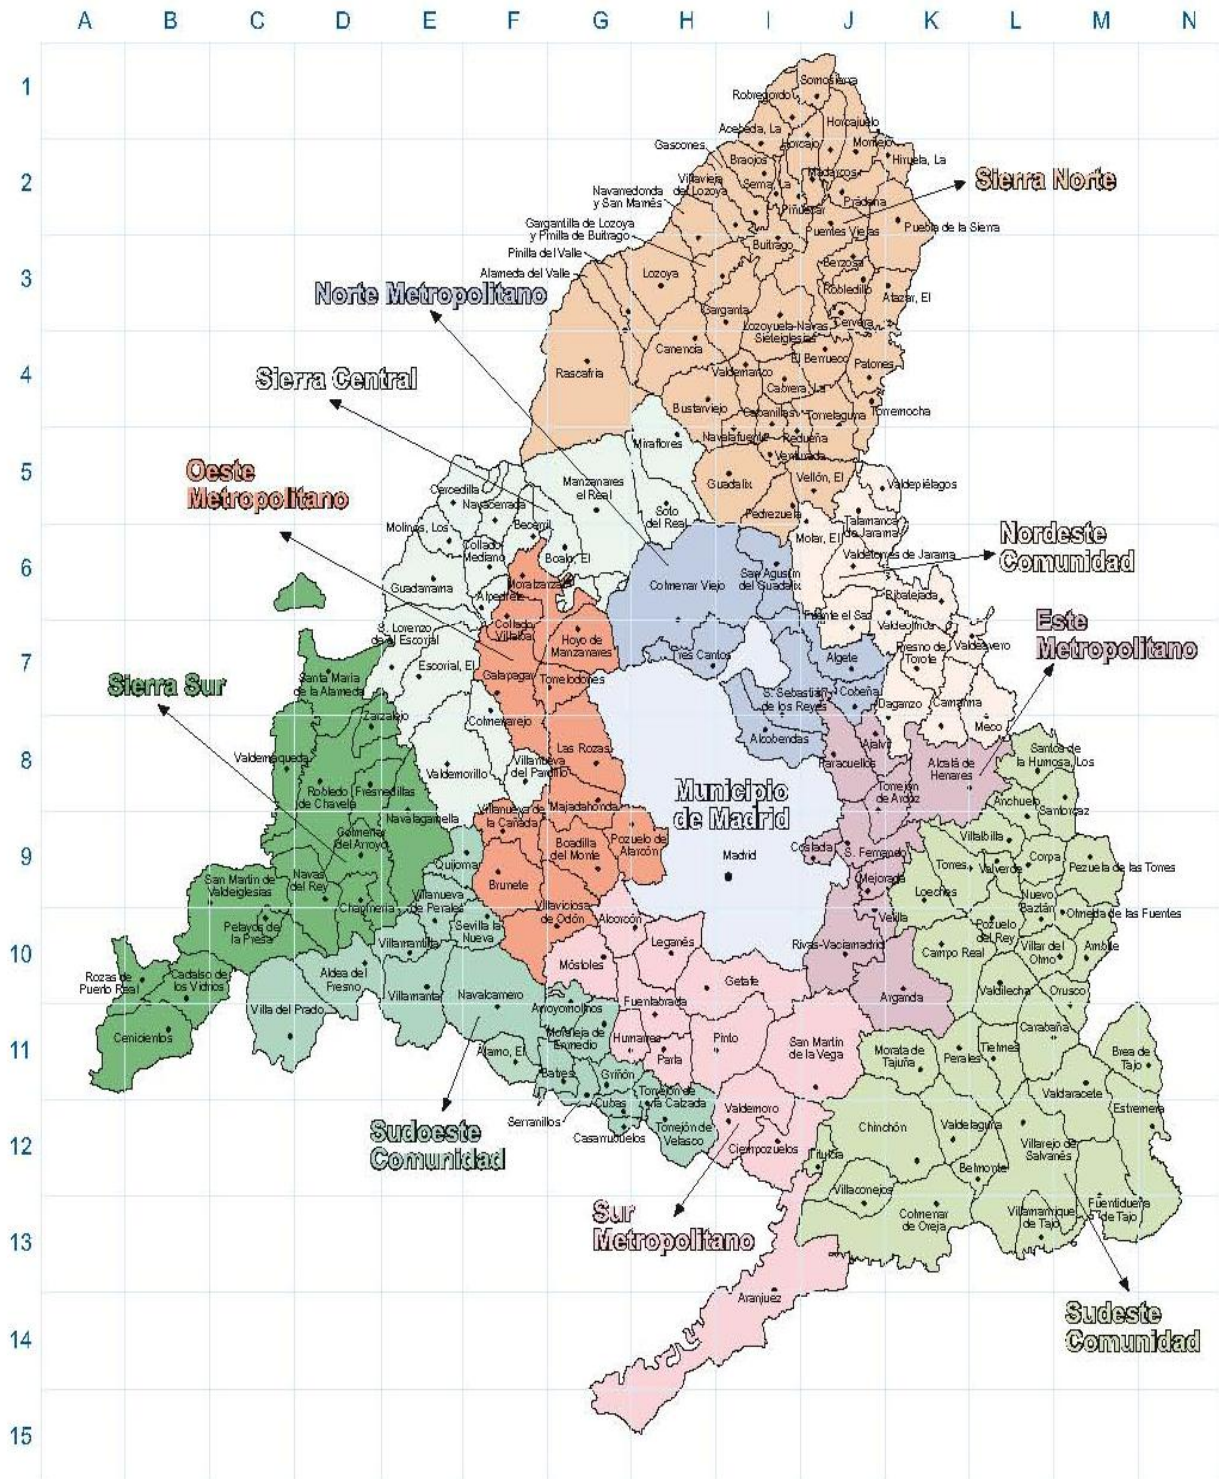 A B C D E F G H I J K L M N
1
2
3
4
5
6
7
8
9
10
11
12
13
14
15
Somosierra
Robregordo
Horcajuelo
Acebeda, La
Horcajo
Montejo
Gascones
Braojos
Hiruela, La
Madarcos
Villavieja
de Lozoya
Serna, La
Sierra Norte
Navarredonda
y San Mamés
Prádena
Piñuécar
Gargantilla de Lozoya
y Pinilla de Buitrago
Puentes Viejas
Puebla de la Sierra
Buitrago
Pinilla del Valle
Berzosa
Alameda del Valle
Lozoya
Robledillo
Atazar, El
Norte Metropolitano
Garganta
Cervera
Lozoyuela-Navas
Sieteiglesias
Canencia
El Berrueco
Patones
Rascafría
Valdemanco
Sierra Central
Cabrera, La
Bustarviejo
Cabanillas
Torrelaguna
Torremocha
Navalafuente
Redueña
Miraflores
Venturada
Oeste
Metropolitano
Manzanares
el Real
Guadalix
Vellón, El
Valdepiélagos
Cercedilla
Navacerrada
Soto
del Real
Pedrezuela
Talamanca
de Jarama
Molinos, Los
Becerril
Molar, El
Nordeste
Comunidad
Collado
Mediano
Boalo, El
Valdetorres de Jarama
Guadarrama
Moralzarzal
Colmenar Viejo
San Agustín
del Guadalix
Alpedrete
Ribatejada
Fuente el Saz
Este
Metropolitano
S. Lorenzo
de el Escorial
Collado
Villalba
Hoyo de
Manzanares
Valdeolmos
Valdeavero
Fresno de
Torote
Escorial, El
Tres Cantos
Algete
Santa María
de la Alameda
Galapagar
Torrelodones
Sierra Sur
S. Sebastián
de los Reyes
Cobeña
Zarzalejo
Colmenarejo
Daganzo
Camarma
Meco
Alcobendas
Ajalvir
Las Rozas
Valdemaqueda
Valdemorillo
Villanueva
del Pardillo
Paracuellos
Alcalá de
Henares
Santos de
la Humosa, Los
Robledo
de Chavela
Fresnedillas
Municipio
de Madrid
Torrejón
de Ardoz
Anchuelo
Santorcaz
Navalagamella
Villanueva de
la Cañada
Majadahonda
Colmenar
del Arroyo
Boadilla
del Monte
Pozuelo de
Alarcón
Coslada
S. Fernando
Villalbilla
Quijorna
Madrid
Torres
Valverde
Corpa
Pezuela de las Torres
San Martín de
Valdeiglesias
Navas
del Rey
Brunete
Mejorada
Loeches
Nuevo
Baztán
Chapinería
Villanueva
de Perales
Villaviciosa
de Odón
Alcorcón
Velilla
Olmeda de las Fuentes
Pelayos de
la Presa
Sevilla la
Nueva
Pozuelo
del Rey
Villamantilla
Leganés
Rivas-Vaciamadrid
Campo Real
Villar del
Olmo
Ambite
Rozas de
Puerto Real
Cadalso de
los Vidrios
Aldea del
Fresno
Móstoles
Getafe
Villamanta
Navalcarnero
Arganda
Valdilecha
Orusco
Villa del Prado
Arroyomolinos
Fuenlabrada
Carabaña
Cenicientos
Moraleja de
Enmedio
Humanes
Pinto
San Martín
de la Vega
Morata de
Tajuña
Perales
Tielmes
Brea de
Tajo
Álamo, El
Parla
Batres
Griñón
Torrejón de
la Calzada
Valdaracete
Estremera
Serranillos
Cubas
Valdemoro
Chinchón
Valdelaguna
Sudoeste
Comunidad
Casarrubuelos
Torrejón de
Velasco
Ciempozuelos
Titulcia
Villarejo de
Salvanés
Belmonte
Villaconejos
Sur
Metropolitano
Colmenar
de Oreja
Villamanrique
de Tajo
Fuentidueña
de Tajo
Aranjuez
Sudeste
Comunidad